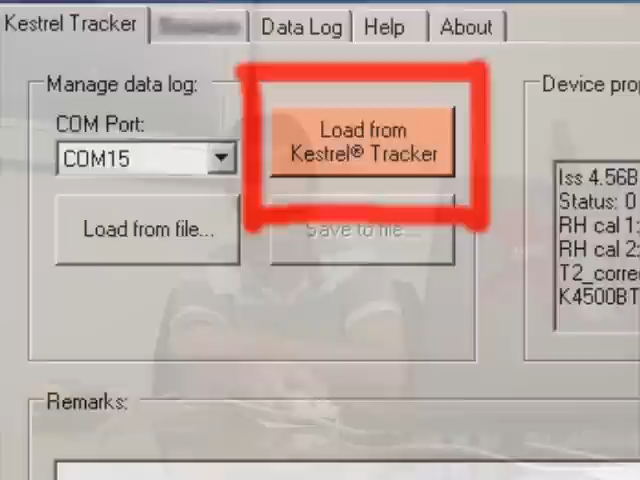 Kestrel Tracker
Data Log
Help
About
Manage data log:
Device prop
COM Port:
COM15
Load from
Kestrel® Tracker
Load from file...
Save to file...
Iss 4.56B
Status: 0
RH cal 1:
RH cal 2:
T2_corre
K4500BT
Remarks: